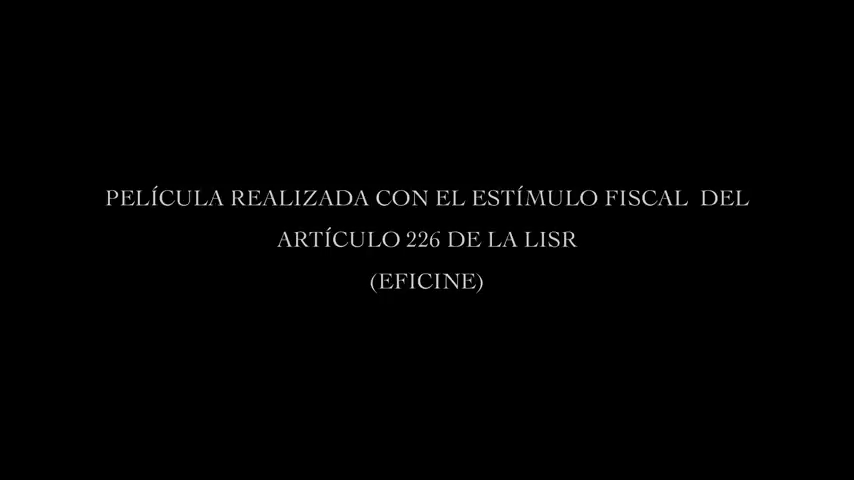 PELÍCULA REALIZADA CON EL ESTÍMULO FISCAL DEL
ARTÍCULO 226 DE LA LISR
(EFICINE)